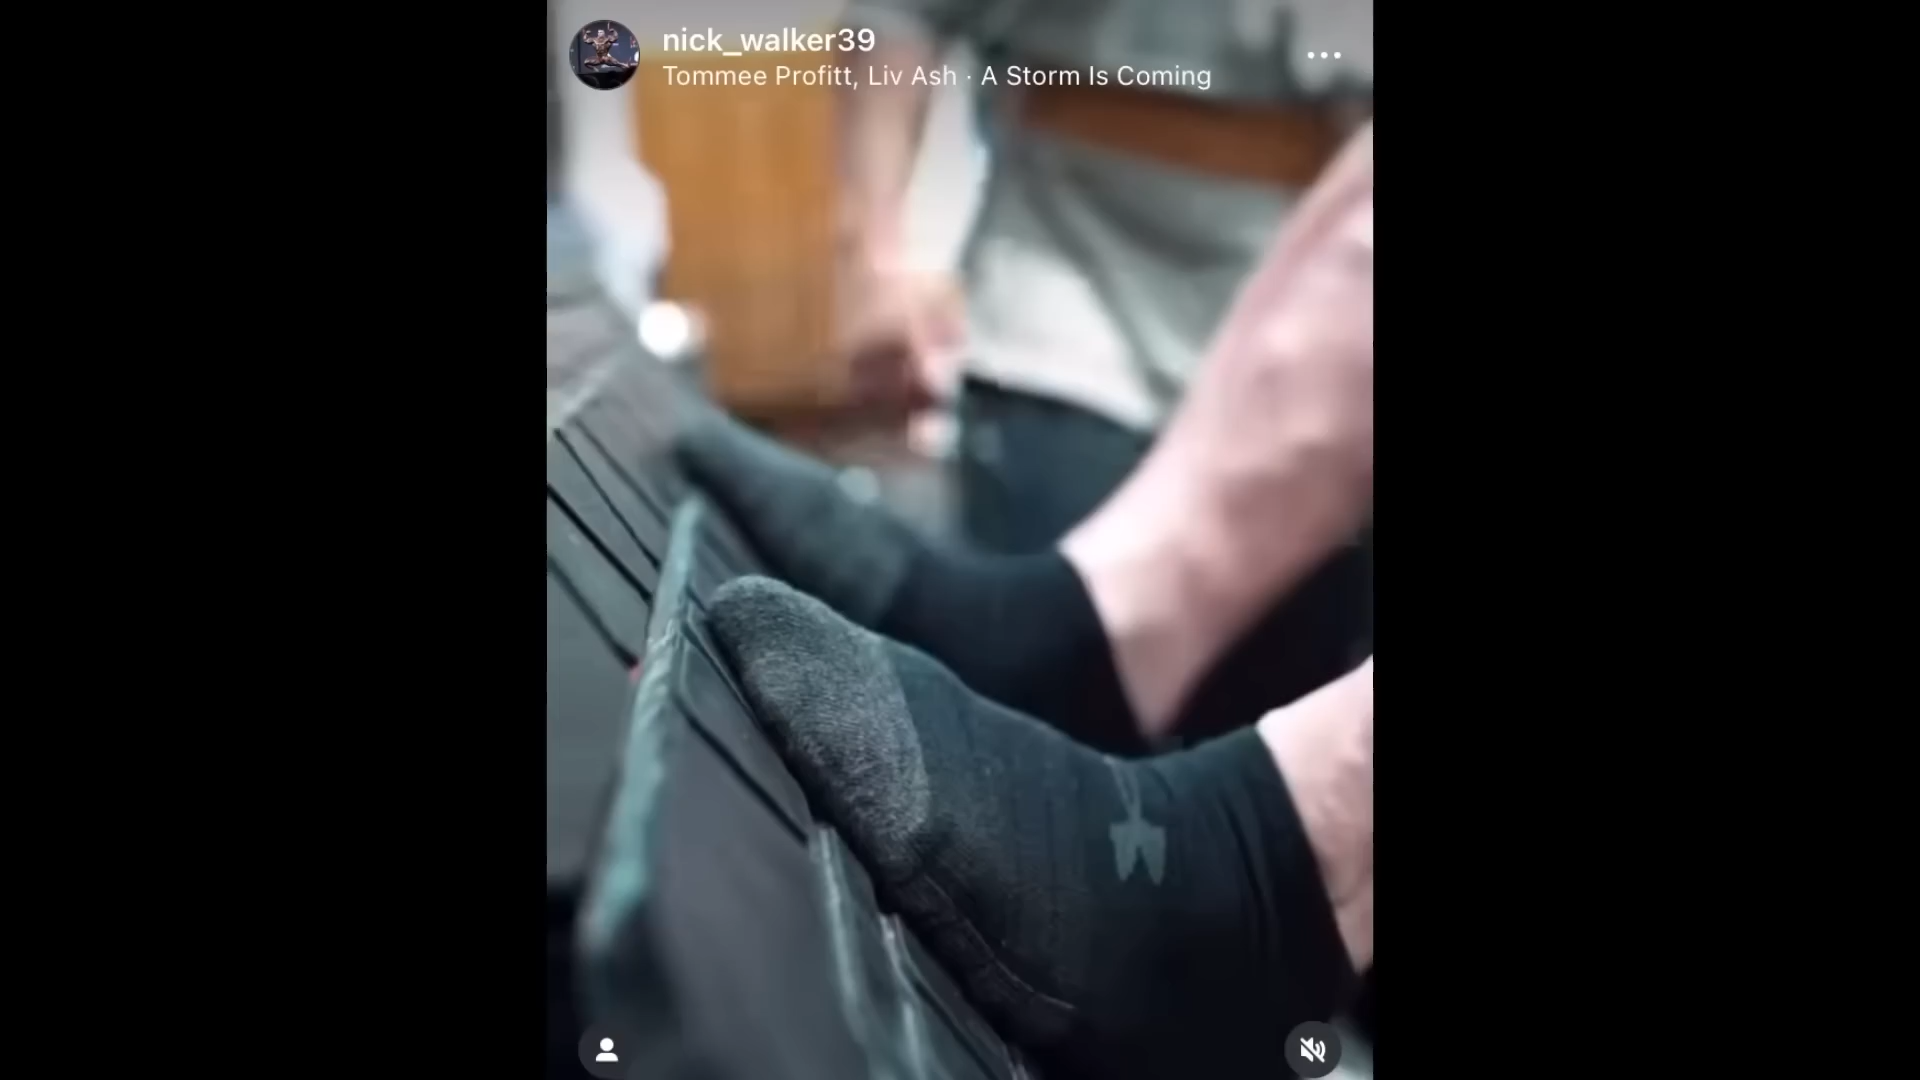 nick_walker39
Tommee Profitt, Liv Ash · A Storm Is Coming